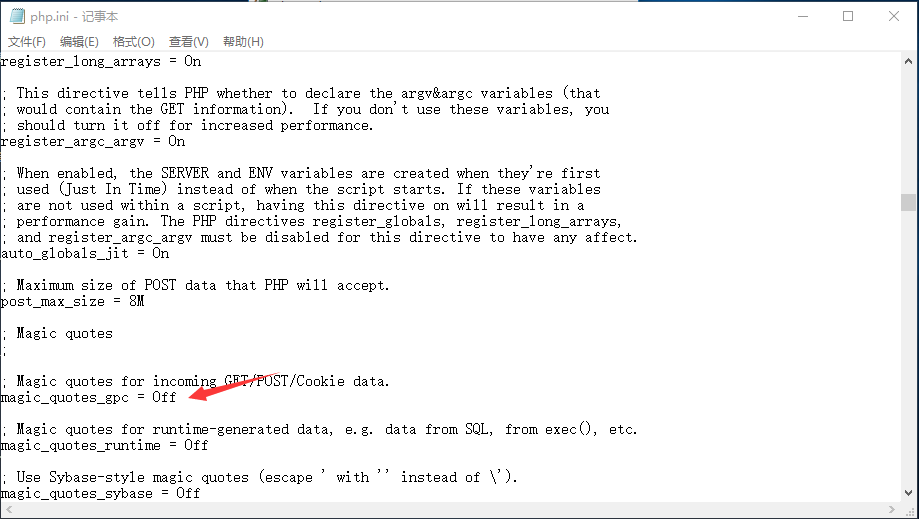 php.ini - 记事本
文件(F) 编辑(E) 格式(O) 查看(V) 帮助(H)
register_long_arrays = On
; This directive tells PHP whether to declare the argv&argc variables (that
; would contain the GET information).  If you don't use these variables, you
; should turn it off for increased performance.
register_argc_argv = On
; When enabled, the SERVER and ENV variables are created when they're first
; used (Just In Time) instead of when the script starts. If these variables
; are not used within a script, having this directive on will result in a
; performance gain. The PHP directives register_globals, register_long_arrays,
; and register_argc_argv must be disabled for this directive to have any affect.
auto_globals_jit = On
; Maximum size of POST data that PHP will accept.
post_max_size = 8M
; Magic quotes
;
; Magic quotes for incoming GET/POST/Cookie data.
magic_quotes_gpc = Off
; Magic quotes for runtime-generated data, e.g. data from SQL, from exec(), etc.
magic_quotes_runtime = Off
; Use Sybase-style magic quotes (escape ' with '' instead of \').
magic_quotes_sybase = Off